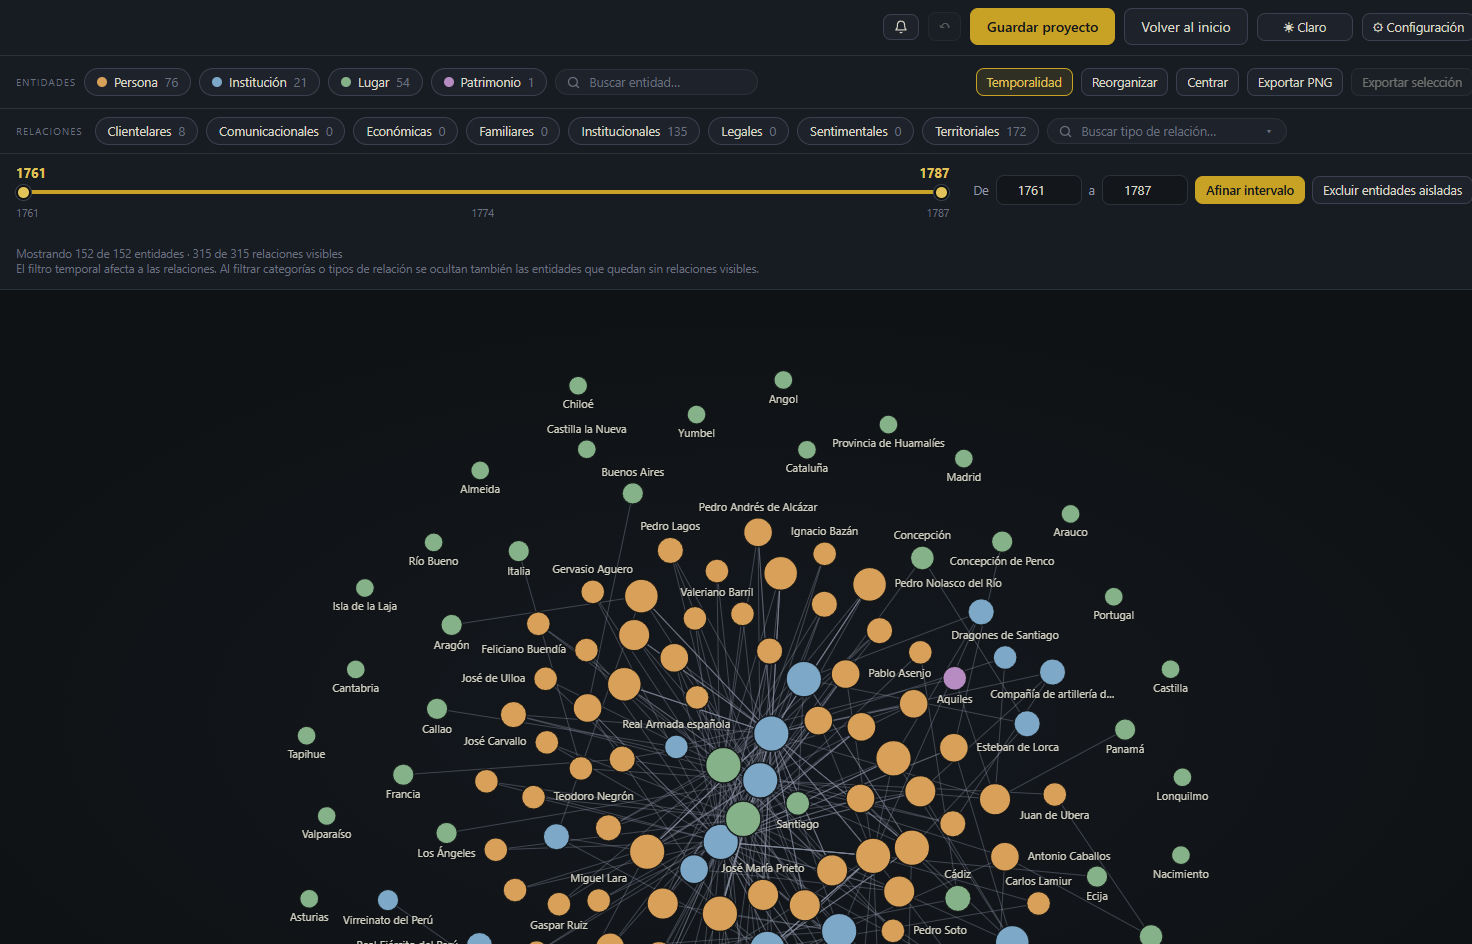 Guardar proyecto
Volver al inicio
☀ Claro
⚙ Configuración
ENTIDADES
Persona 76
Institución 21
Lugar 54
Patrimonio 1
Buscar entidad...
Temporalidad
Reorganizar
Centrar
Exportar PNG
Exportar selección
RELACIONES
Clientelares 8
Comunicacionales 0
Económicas 0
Familiares 0
Institucionales 135
Legales 0
Sentimentales 0
Territoriales 172
Buscar tipo de relación...
1761
1787
De 1761 a 1787
Afinar intervalo
Excluir entidades aisladas
1761
1774
1787
Mostrando 152 de 152 entidades · 315 de 315 relaciones visibles
El filtro temporal afecta a las relaciones. Al filtrar categorías o tipos de relación se ocultan también las entidades que quedan sin relaciones visibles.
Angol
Chiloé
Castilla la Nueva
Yumbel
Provincia de Huamalíes
Cataluña
Buenos Aires
Madrid
Almeida
Pedro Andrés de Alcázar
Pedro Lagos
Ignacio Bazán
Concepción
Arauco
Río Bueno
Concepción de Penco
Italia
Gervasio Aguero
Pedro Nolasco del Río
Valeriano Barril
Isla de la Laja
Portugal
Dragones de Santiago
Aragón
Feliciano Buendía
Pablo Asenjo
José de Ulloa
Cantabria
Castilla
Compañía de artillería d...
Aquiles
Real Armada española
Callao
José Carvallo
Esteban de Lorca
Panamá
Tapihue
Francia
Teodoro Negrón
Lonquilmo
Juan de Ubera
Santiago
Valparaíso
Los Ángeles
Antonio Caballos
José María Prieto
Cádiz
Nacimiento
Miguel Lara
Carlos Lamiur
Ecija
Asturias
Virreinato del Perú
Gaspar Ruiz
Pedro Soto
Real Ejército del Perú